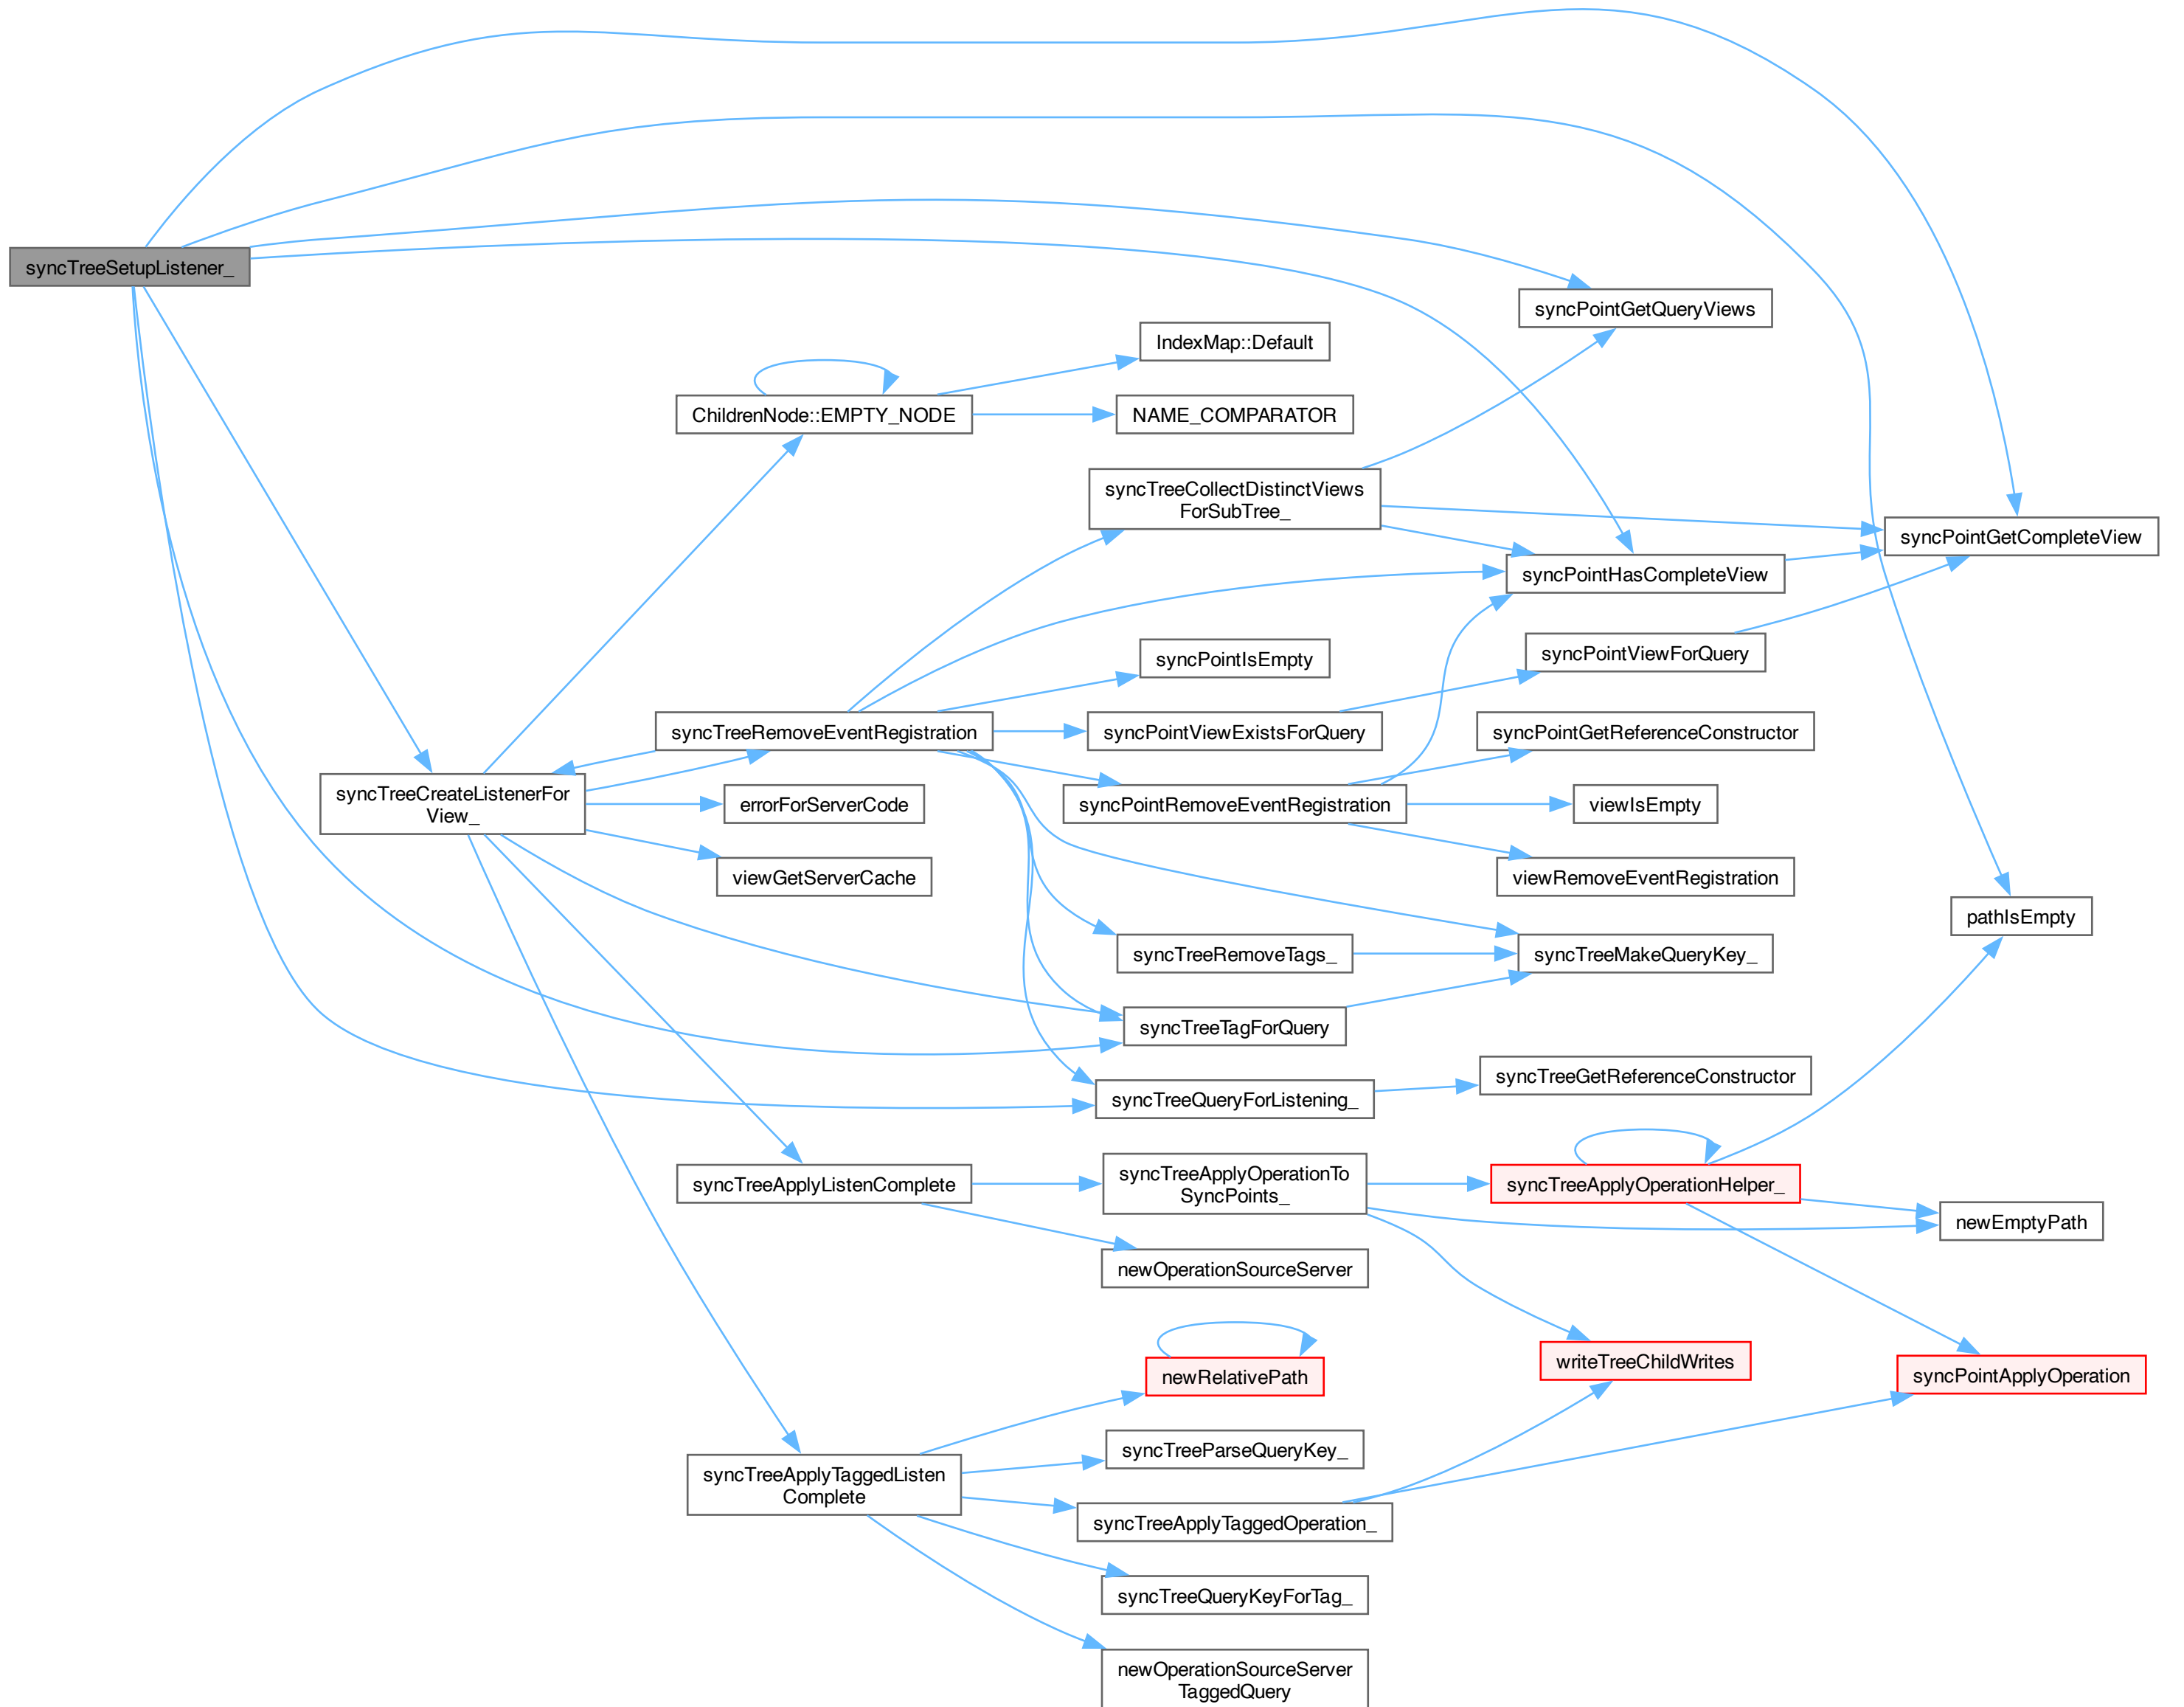 syncTreeSetupListener_
syncPointGetQueryViews
IndexMap::Default
ChildrenNode::EMPTY_NODE
NAME_COMPARATOR
syncTreeCollectDistinctViews
ForSubTree_
syncPointGetCompleteView
syncPointHasCompleteView
syncPointIsEmpty
syncPointViewForQuery
syncTreeRemoveEventRegistration
syncPointViewExistsForQuery
syncPointGetReferenceConstructor
syncTreeCreateListenerFor
View_
errorForServerCode
syncPointRemoveEventRegistration
viewIsEmpty
viewGetServerCache
viewRemoveEventRegistration
pathIsEmpty
syncTreeRemoveTags_
syncTreeMakeQueryKey_
syncTreeTagForQuery
syncTreeGetReferenceConstructor
syncTreeQueryForListening_
syncTreeApplyListenComplete
syncTreeApplyOperationTo
SyncPoints_
syncTreeApplyOperationHelper_
newEmptyPath
newOperationSourceServer
writeTreeChildWrites
newRelativePath
syncPointApplyOperation
syncTreeParseQueryKey_
syncTreeApplyTaggedListen
Complete
syncTreeApplyTaggedOperation_
syncTreeQueryKeyForTag_
newOperationSourceServer
TaggedQuery